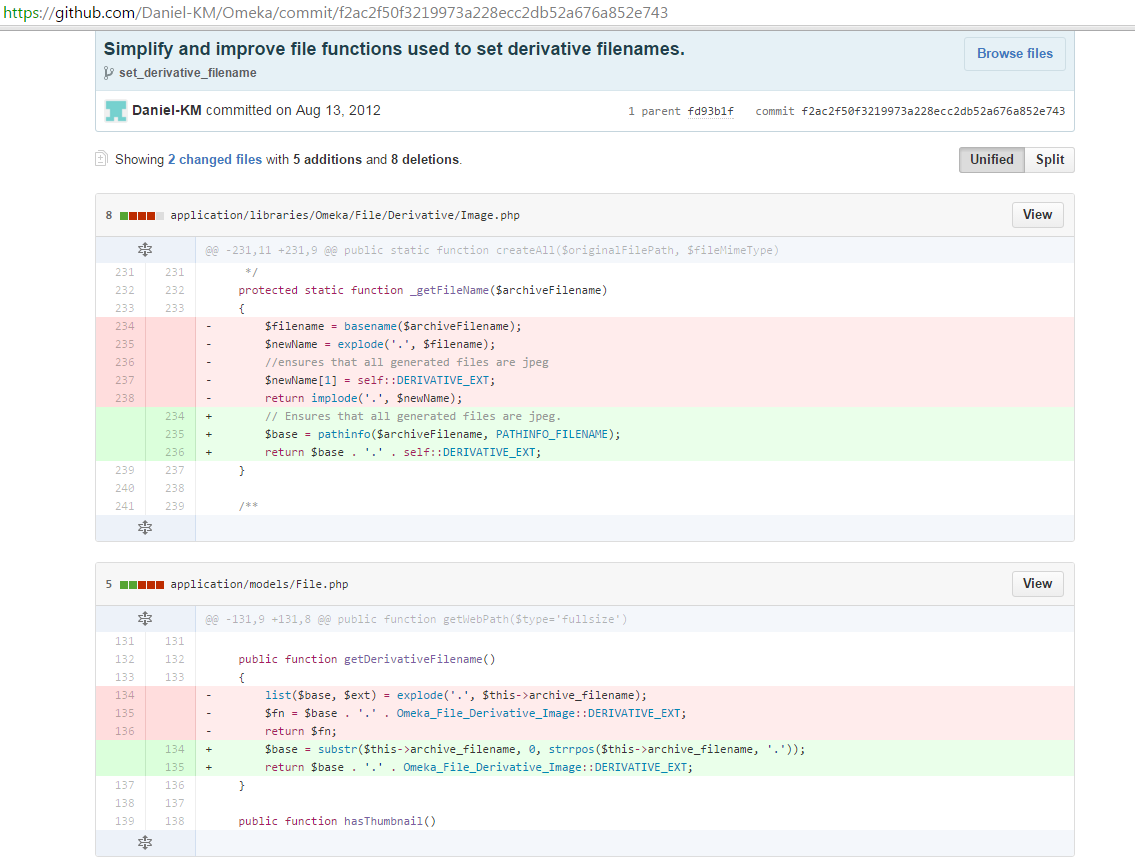 https://github.com/Daniel-KM/Omeka/commit/f2ac2f50f3219973a228ecc2db52a676a852e743
Simplify and improve file functions used to set derivative filenames.
Browse files
set_derivative_filename
Daniel-KM committed on Aug 13, 2012
1 parent fd93b1f commit f2ac2f50f3219973a228ecc2db52a676a852e743
Showing 2 changed files with 5 additions and 8 deletions.
Unified Split
8 application/libraries/Omeka/File/Derivative/Image.php View
@@ -231,11 +231,9 @@ public static function createAll($originalFilePath, $fileMimeType)
231 231 */
232 232 protected static function _getFileName($archiveFilename)
233 233 {
234 - $filename = basename($archiveFilename);
235 - $newName = explode('.', $filename);
236 - //ensures that all generated files are jpeg
237 - $newName[1] = self::DERIVATIVE_EXT;
238 - return implode('.', $newName);
234 + // Ensures that all generated files are jpeg.
235 + $base = pathinfo($archiveFilename, PATHINFO_FILENAME);
236 + return $base . '.' . self::DERIVATIVE_EXT;
239 237 }
240 238
241 239 /**
5 application/models/File.php View
@@ -131,9 +131,8 @@ public function getWebPath($type='fullsize')
131 131
132 132 public function getDerivativeFilename()
133 133 {
134 - list($base, $ext) = explode('.', $this->archive_filename);
135 - $fn = $base . '.' . Omeka_File_Derivative_Image::DERIVATIVE_EXT;
136 - return $fn;
134 + $base = substr($this->archive_filename, 0, strrpos($this->archive_filename, '.'));
135 + return $base . '.' . Omeka_File_Derivative_Image::DERIVATIVE_EXT;
137 136 }
138 137
139 138 public function hasThumbnail()